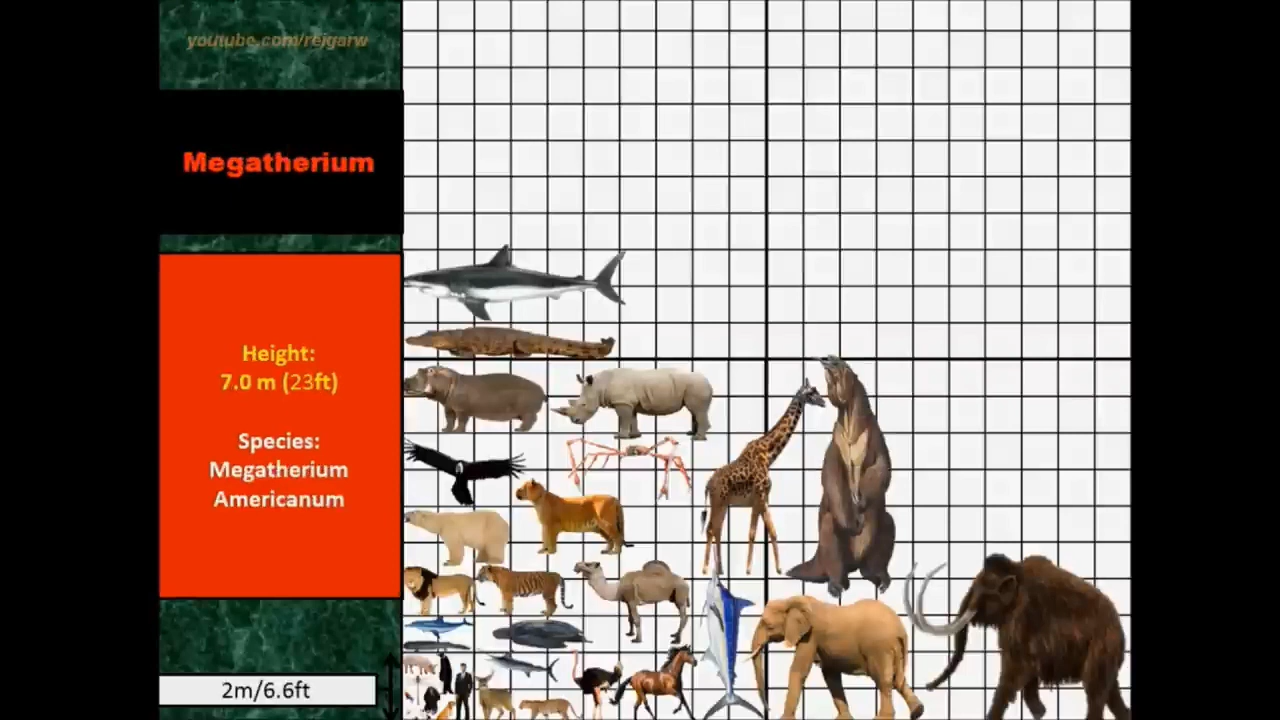 youtube.com/rejgarw
Megatherium
Height:
7.0 m (23ft)
Species:
Megatherium
Americanum
2m/6.6ft